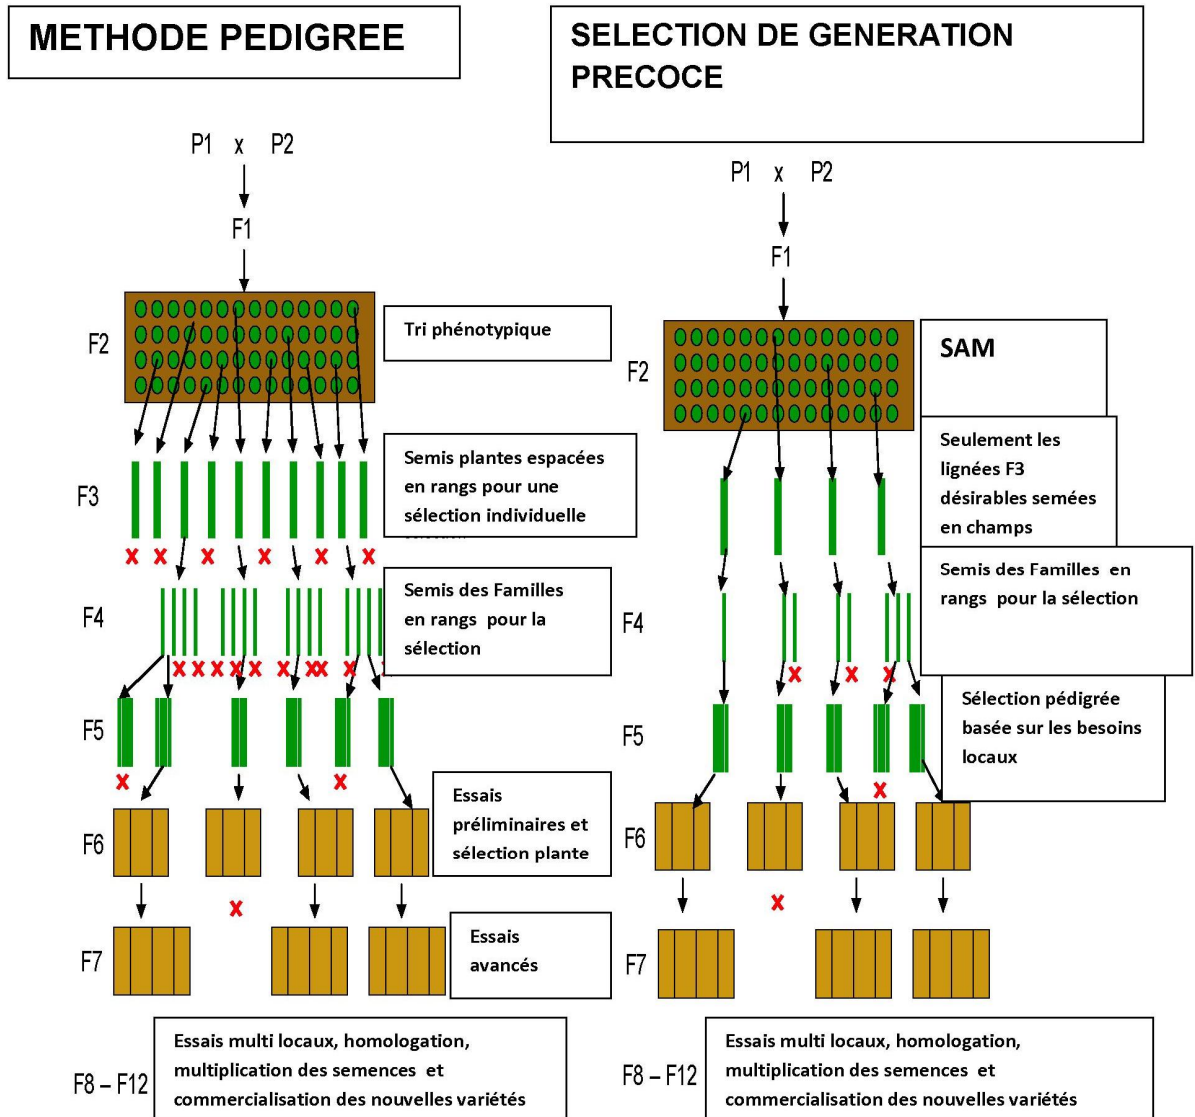 METHODE PEDIGREE
P1 x P2
F1
F2
Tri phénotypique
F3
Semis plantes espacées
en rangs pour une
sélection individuelle
F4
Semis des Familles
en rangs pour la
sélection
F5
F6
Essais
préliminaires et
sélection plante
F7
Essais
avancés
F8 – F12
Essais multi locaux, homologation,
multiplication des semences et
commercialisation des nouvelles variétés
SELECTION DE GENERATION
PRECOCE
P1 x P2
F1
F2
SAM
Seulement les
lignées F3
désirables semées
en champs
F4
Semis des Familles en
rangs pour la sélection
F5
Sélection pédigrée
basée sur les besoins
locaux
F6
F7
F8 – F12
Essais multi locaux, homologation,
multiplication des semences et
commercialisation des nouvelles variétés